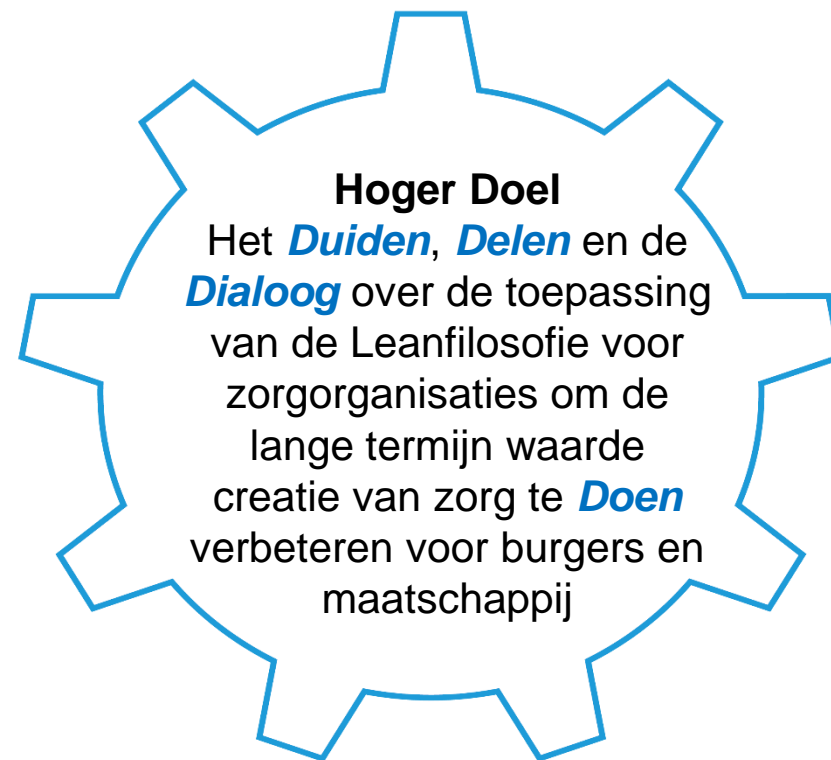 Hoger Doel
Het Duiden, Delen en de
Dialoog over de toepassing
van de Leanfilosofie voor
zorgorganisaties om de
lange termijn waarde
creatie van zorg te Doen
verbeteren voor burgers en
maatschappij